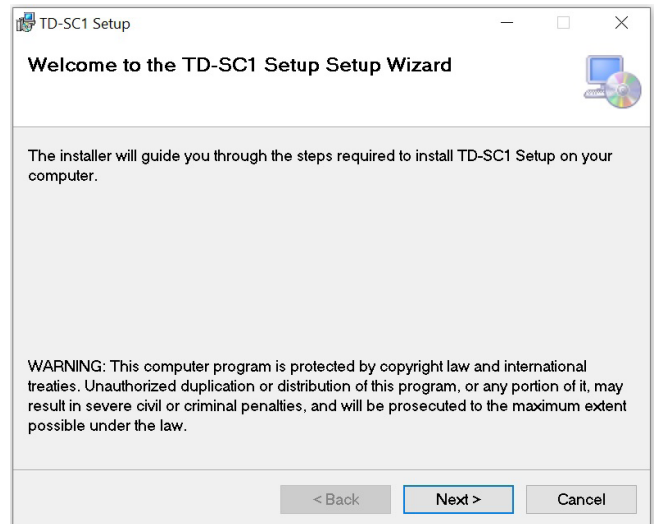 TD-SC1 Setup
Welcome to the TD-SC1 Setup Setup Wizard
The installer will guide you through the steps required to install TD-SC1 Setup on your
computer.
WARNING: This computer program is protected by copyright law and international
treaties. Unauthorized duplication or distribution of this program, or any portion of it, may
result in severe civil or criminal penalties, and will be prosecuted to the maximum extent
possible under the law.
< Back Next > Cancel